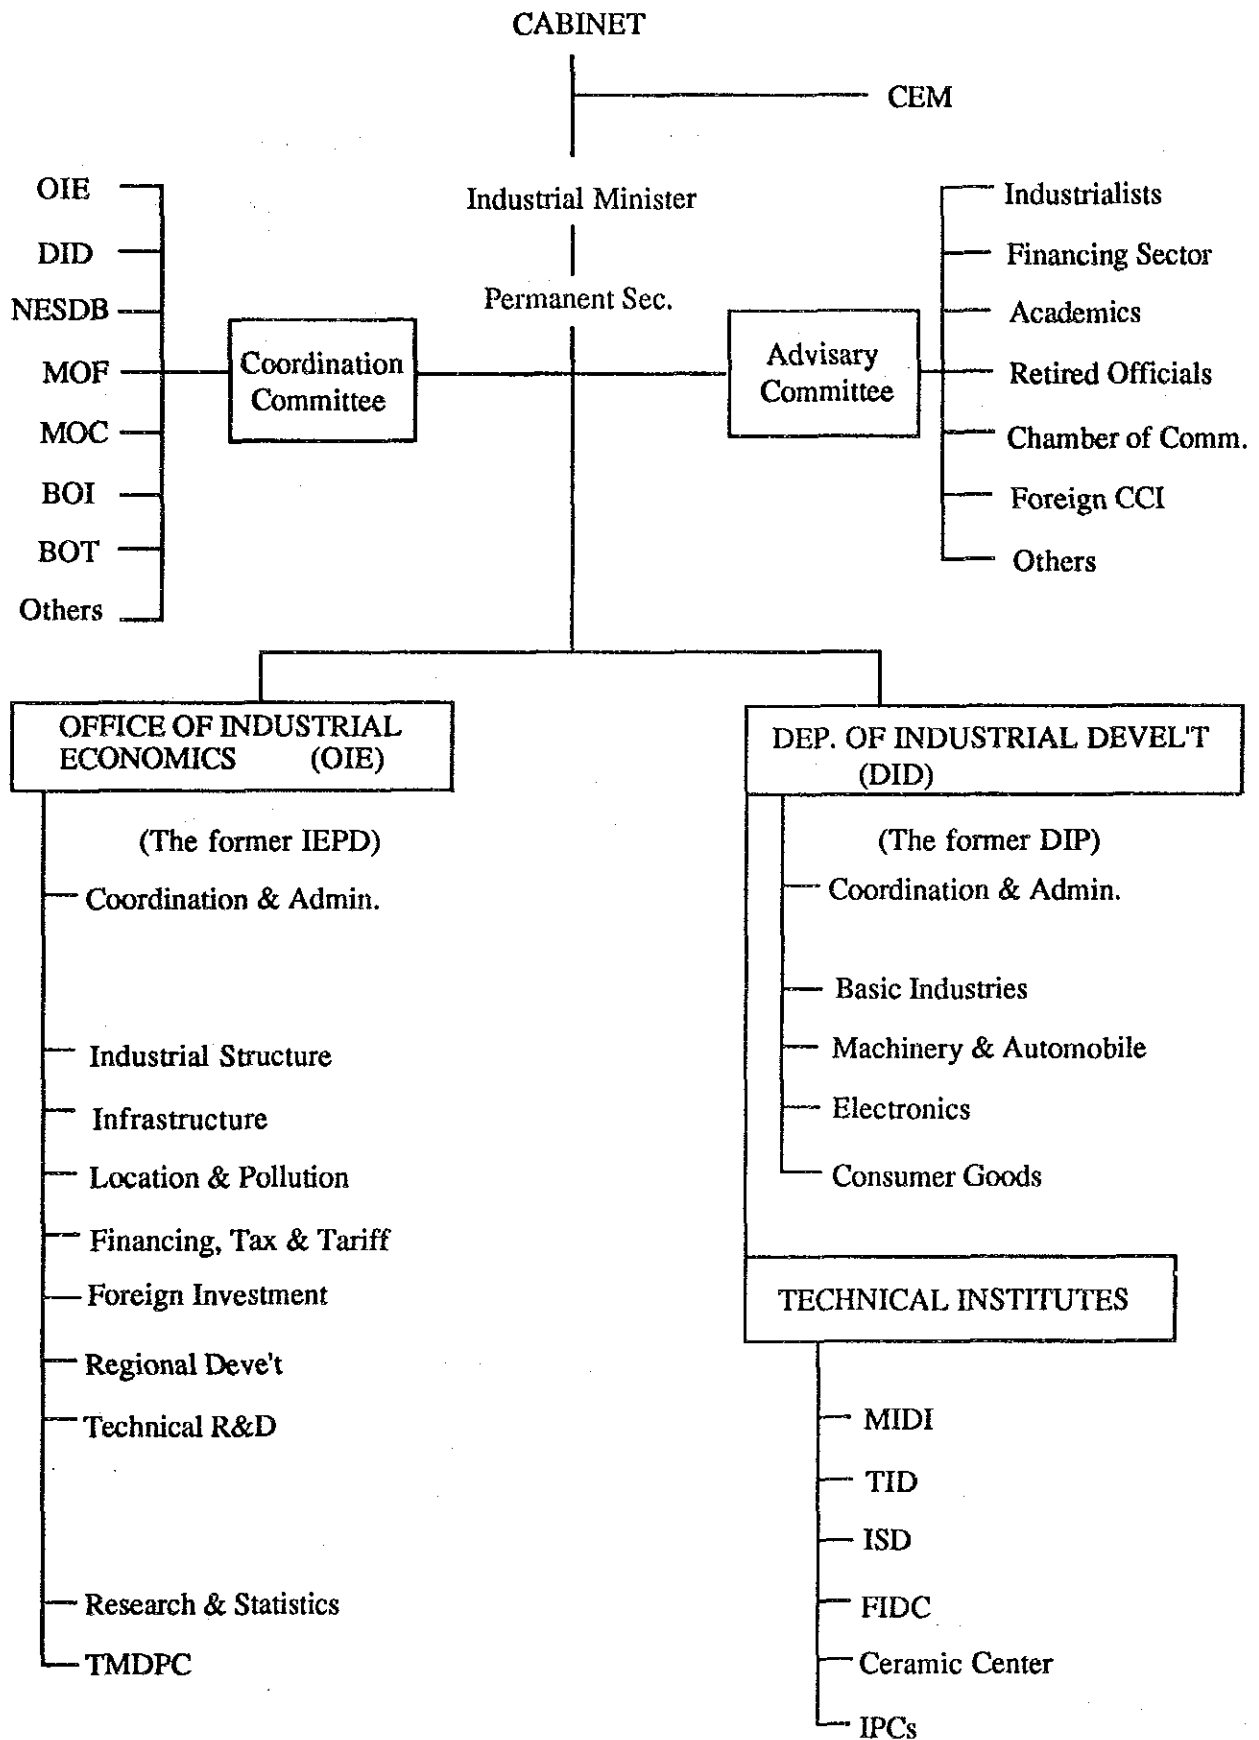 CABINET
CEM
Industrial Minister
Permanent Sec.
OIE
DID
NESDB
MOF
MOC
BOI
BOT
Others
Coordination
Committee
Advisary
Committee
Industrialists
Financing Sector
Academics
Retired Officials
Chamber of Comm.
Foreign CCI
Others
OFFICE OF INDUSTRIAL
ECONOMICS (OIE)
(The former IEPD)
Coordination & Admin.
Industrial Structure
Infrastructure
Location & Pollution
Financing, Tax & Tariff
Foreign Investment
Regional Deve't
Technical R&D
Research & Statistics
TMDPC
DEP. OF INDUSTRIAL DEVEL'T
(DID)
(The former DIP)
Coordination & Admin.
Basic Industries
Machinery & Automobile
Electronics
Consumer Goods
TECHNICAL INSTITUTES
MIDI
TID
ISD
FIDC
Ceramic Center
IPCs